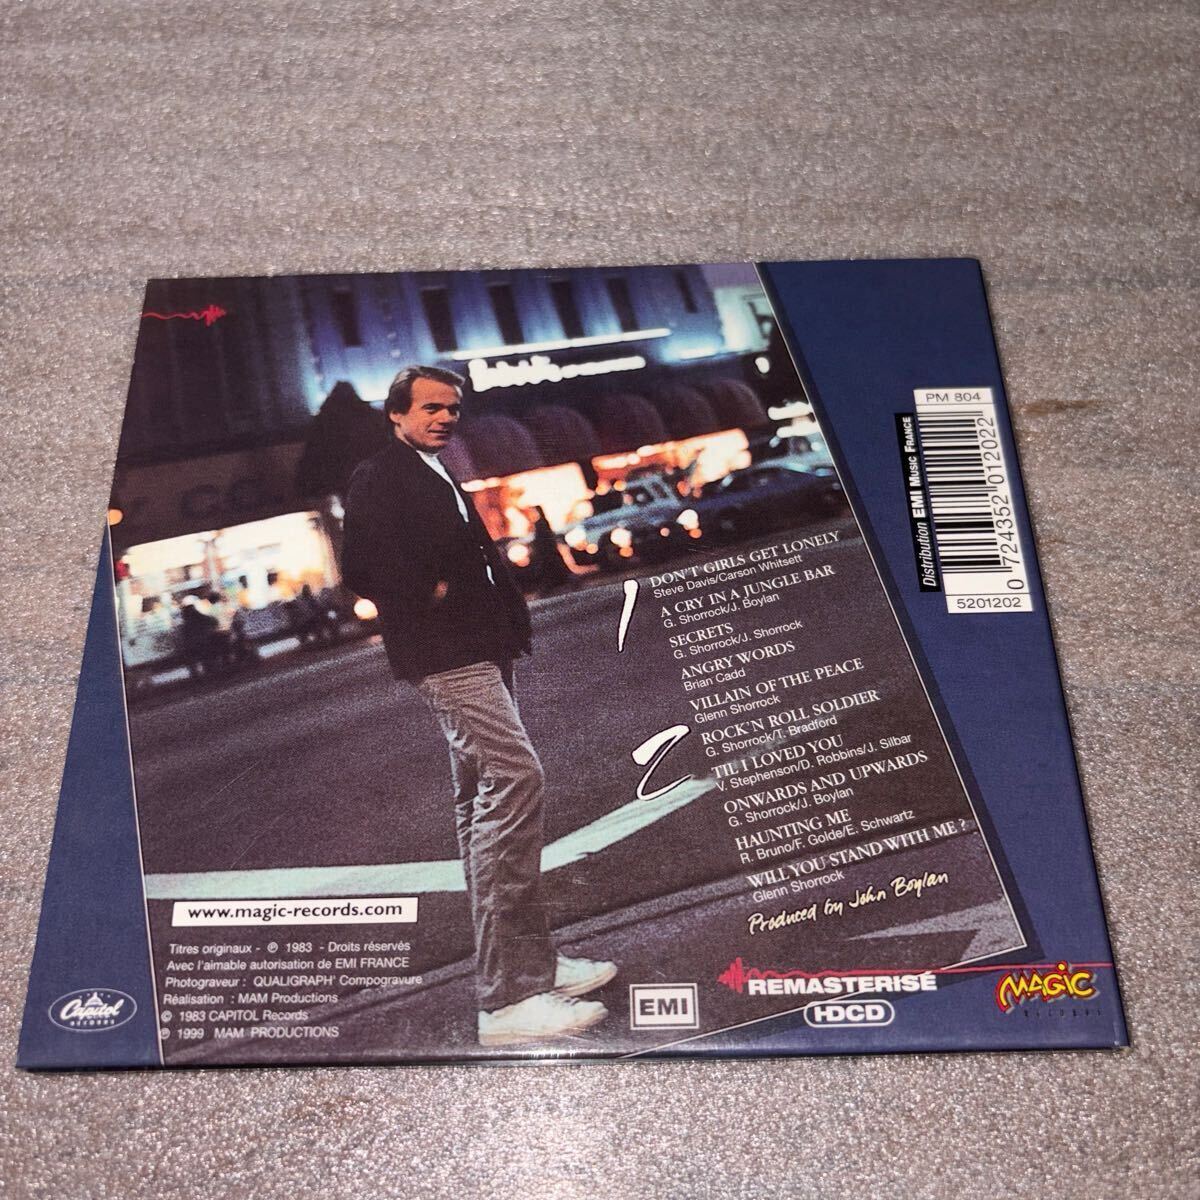 1
DON'T GIRLS GET LONELY
Steve Davis/Carson Whitsett
A CRY IN A JUNGLE BAR
G. Shorrock/J. Boylan
SECRETS
G. Shorrock/J. Shorrock
ANGRY WORDS
Brian Cadd
VILLAIN OF THE PEACE
Glenn Shorrock
2
ROCK'N ROLL SOLDIER
G. Shorrock/T. Bradford
TIL I LOVED YOU
V. Stephenson/D. Robbins/J. Silbar
ONWARDS AND UPWARDS
G. Shorrock/J. Boylan
HAUNTING ME
R. Bruno/F. Golde/E. Schwartz
WILL YOU STAND WITH ME ?
Glenn Shorrock
Produced by John Boylan
www.magic-records.com
Titres originaux - ℗ 1983 - Droits réservés
Avec l'aimable autorisation de EMI FRANCE
Photograveur : QUALIGRAPH' Compogravure
Réalisation : MAM Productions
© 1983 CAPITOL Records
℗ 1999 MAM PRODUCTIONS
Capitol
RECORDS
EMI
REMASTERISÉ
HDCD
MAGIC
RECORDS
Distribution EMI MUSIC FRANCE
PM 804
0 724352 012022
5201202